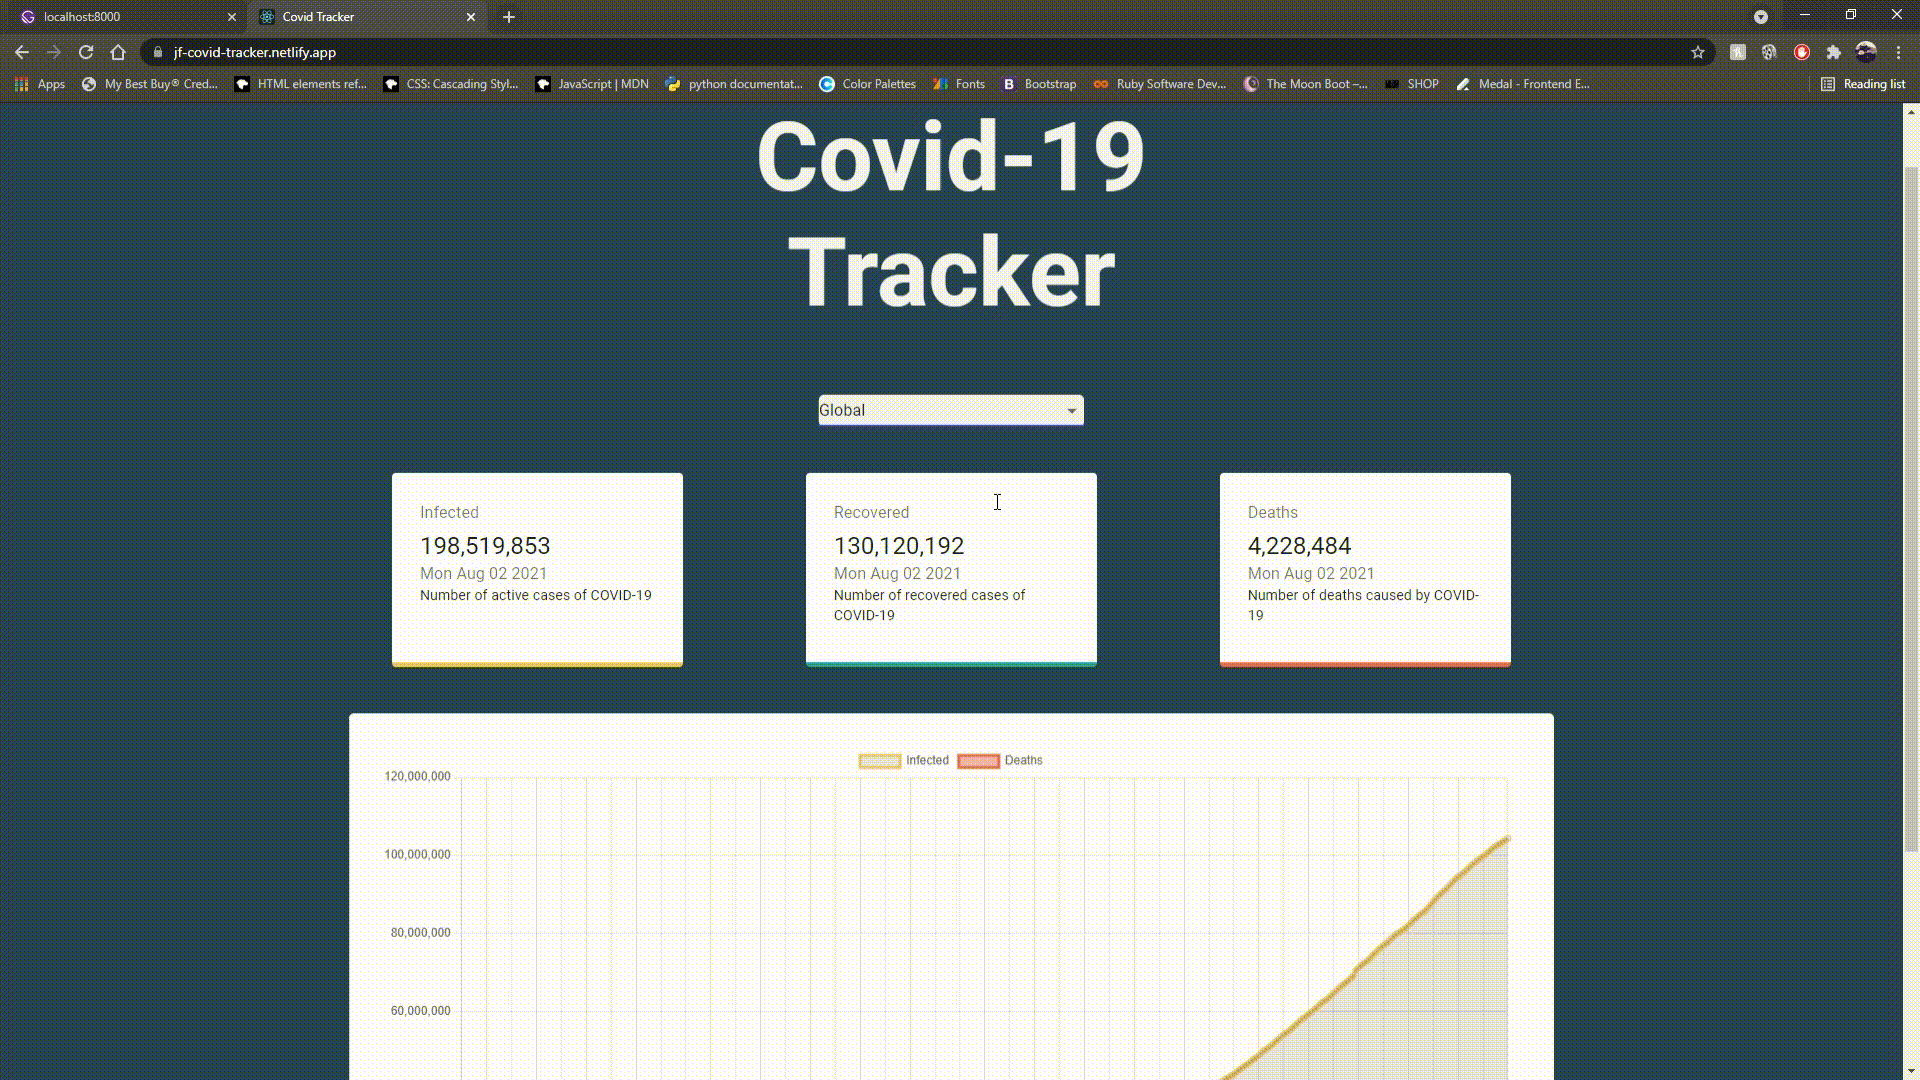 localhost:8000
Covid Tracker
jf-covid-tracker.netlify.app
Apps
My Best Buy® Cred...
HTML elements ref...
CSS: Cascading Styl...
JavaScript | MDN
python documentat...
Color Palettes
Fonts
Bootstrap
Ruby Software Dev...
The Moon Boot –...
SHOP
Medal - Frontend E...
Reading list
Covid-19
Tracker
Global
Infected
198,519,853
Mon Aug 02 2021
Number of active cases of COVID-19
Recovered
130,120,192
Mon Aug 02 2021
Number of recovered cases of
COVID-19
Deaths
4,228,484
Mon Aug 02 2021
Number of deaths caused by COVID-
19
Infected
Deaths
120,000,000
100,000,000
80,000,000
60,000,000